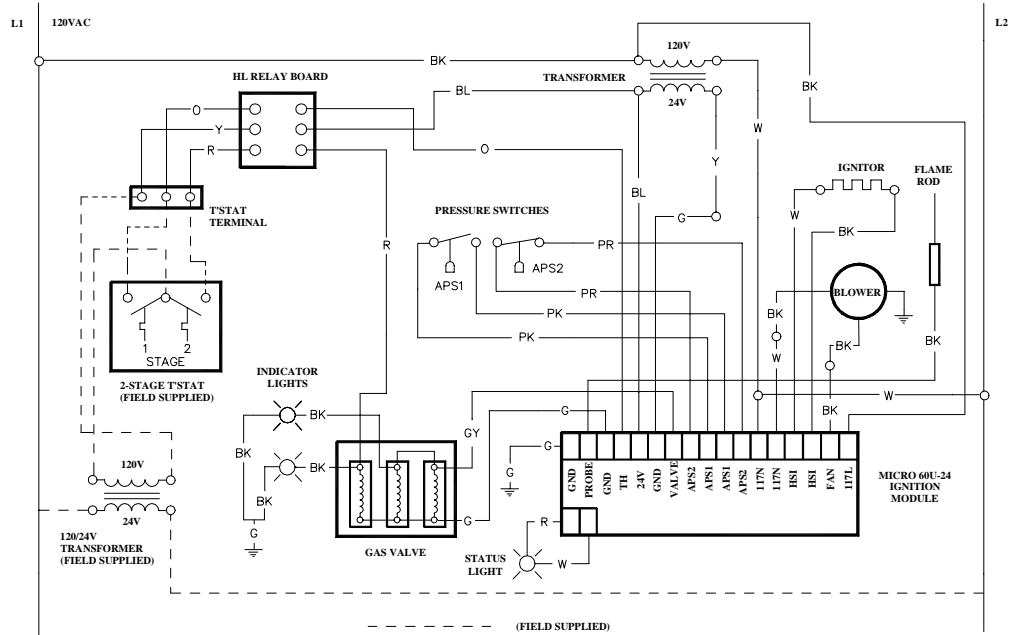 L1
120VAC
L2
BK
120V
TRANSFORMER
24V
HL RELAY BOARD
O
Y
R
BL
BK
W
O
Y
BL
G
T'STAT
TERMINAL
PRESSURE SWITCHES
IGNITOR
FLAME
ROD
W
BK
R
APS1
APS2
PR
PR
PK
PK
BLOWER
BK
W
BK
BK
BK
1
2
STAGE
2-STAGE T'STAT
(FIELD SUPPLIED)
INDICATOR
LIGHTS
BK
BK
BK
BK
G
GY
G
G
W
G
G
GND
PROBE
GND
TH
24V
GND
VALVE
APS2
APS1
APS1
APS2
117N
117N
HSI
HSI
FAN
117L
MICRO 60U-24
IGNITION
MODULE
120V
24V
120/24V
TRANSFORMER
(FIELD SUPPLIED)
GAS VALVE
STATUS
LIGHT
R
W
(FIELD SUPPLIED)